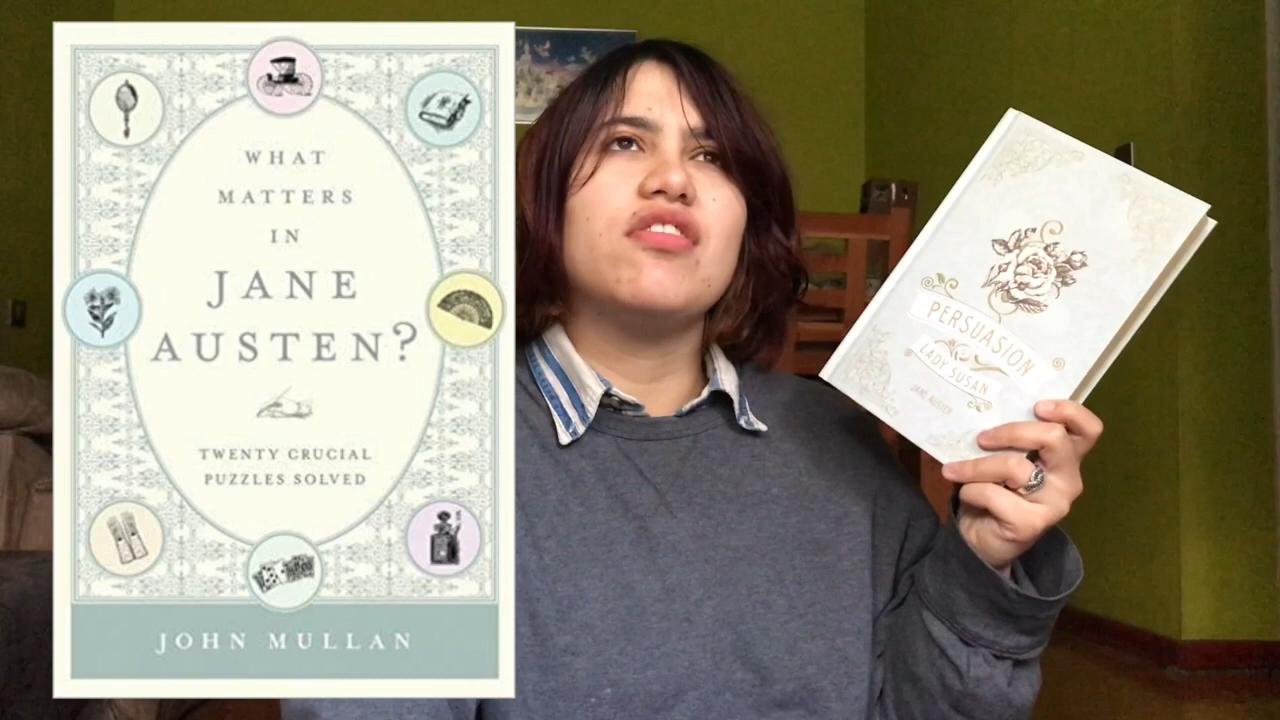 WHAT
MATTERS
IN
JANE
AUSTEN?
TWENTY CRUCIAL
PUZZLES SOLVED
JOHN MULLAN
PERSUASION
LADY SUSAN
JANE AUSTEN